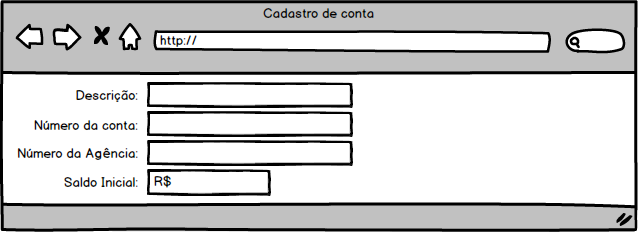 Cadastro de conta
http://
Descrição:
Número da conta:
Número da Agência:
Saldo Inicial: R$